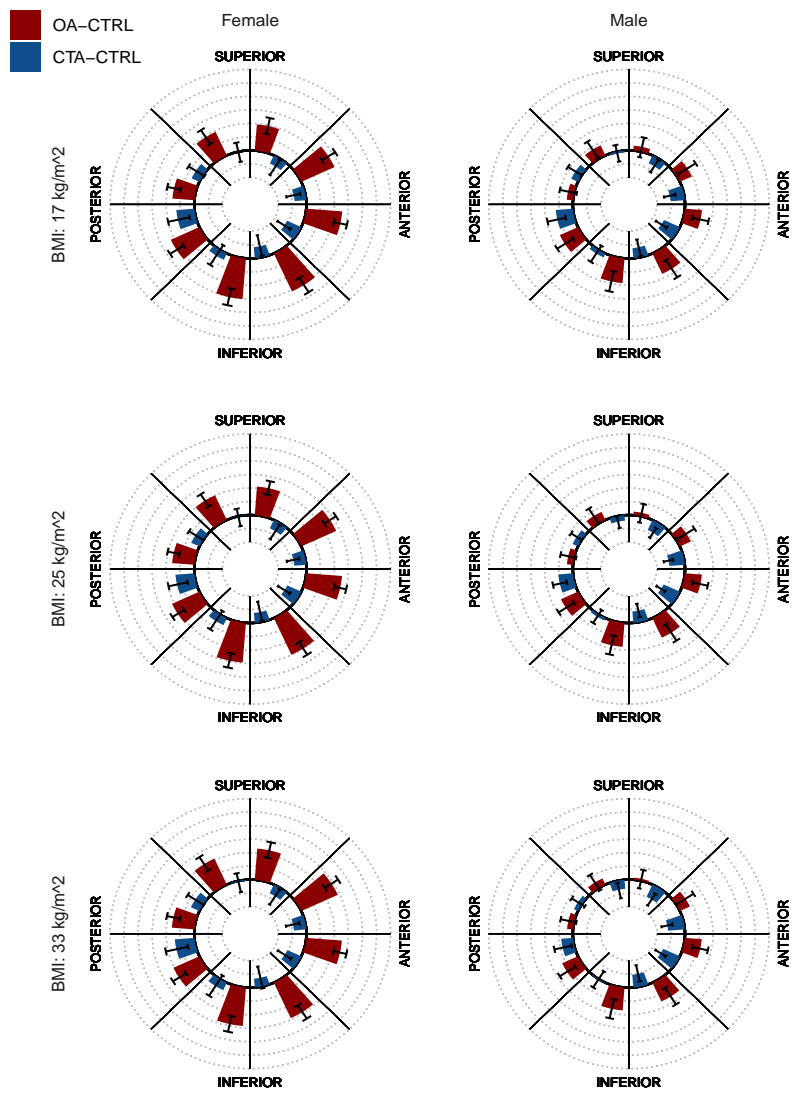 OA−CTRL
CTA−CTRL
Female
Male
BMI: 17 kg/m^2
SUPERIOR
POSTERIOR
ANTERIOR
INFERIOR
SUPERIOR
POSTERIOR
ANTERIOR
INFERIOR
BMI: 25 kg/m^2
SUPERIOR
POSTERIOR
ANTERIOR
INFERIOR
SUPERIOR
POSTERIOR
ANTERIOR
INFERIOR
BMI: 33 kg/m^2
SUPERIOR
POSTERIOR
ANTERIOR
INFERIOR
SUPERIOR
POSTERIOR
ANTERIOR
INFERIOR